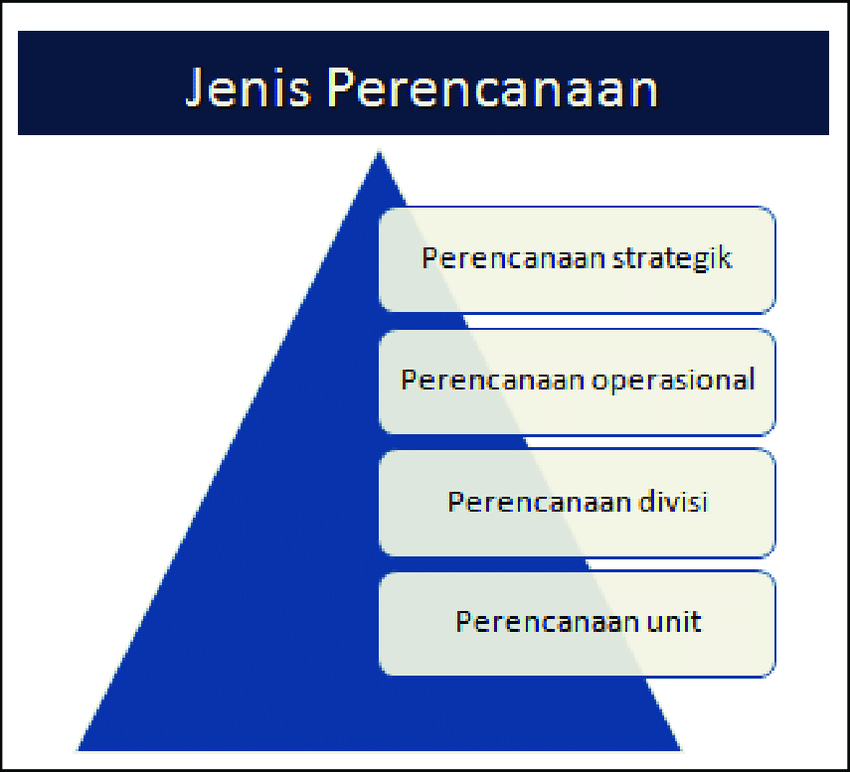 Jenis Perencanaan
Perencanaan strategik
Perencanaan operasional
Perencanaan divisi
Perencanaan unit